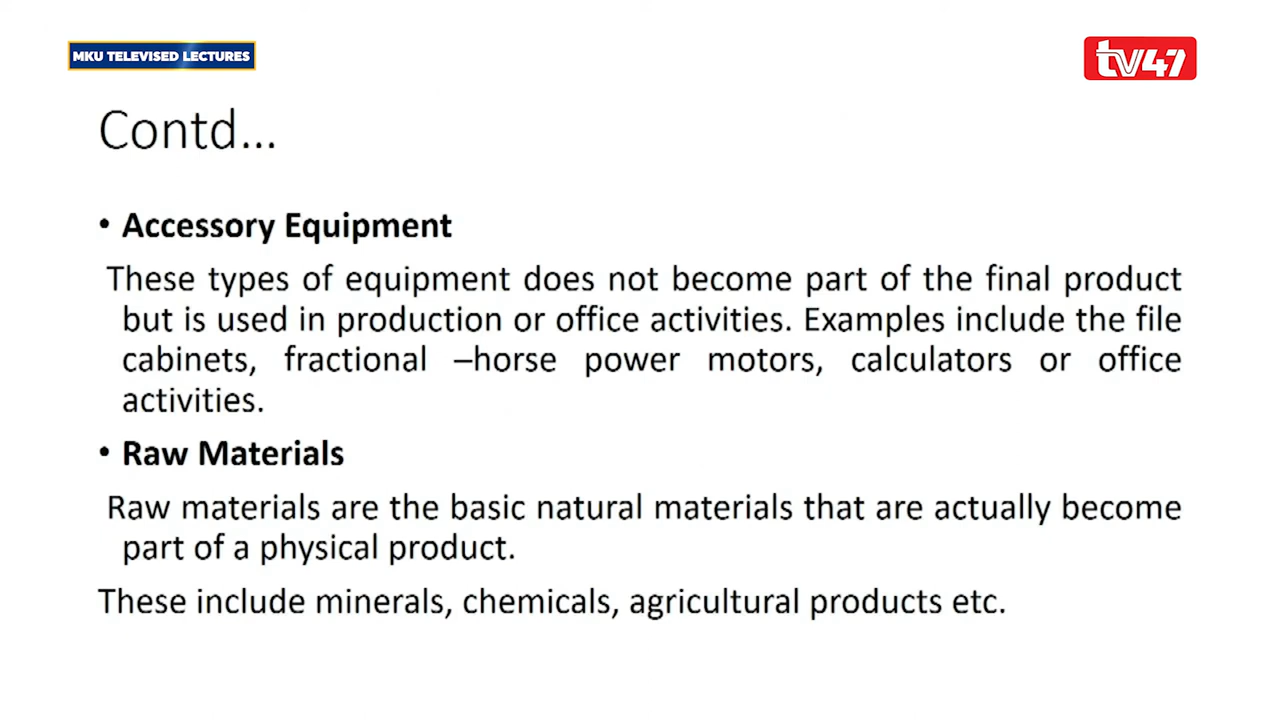 MKU TELEVISED LECTURES
tv47
Contd...
• Accessory Equipment
These types of equipment does not become part of the final product
but is used in production or office activities. Examples include the file
cabinets, fractional –horse power motors, calculators or office
activities.
• Raw Materials
Raw materials are the basic natural materials that are actually become
part of a physical product.
These include minerals, chemicals, agricultural products etc.